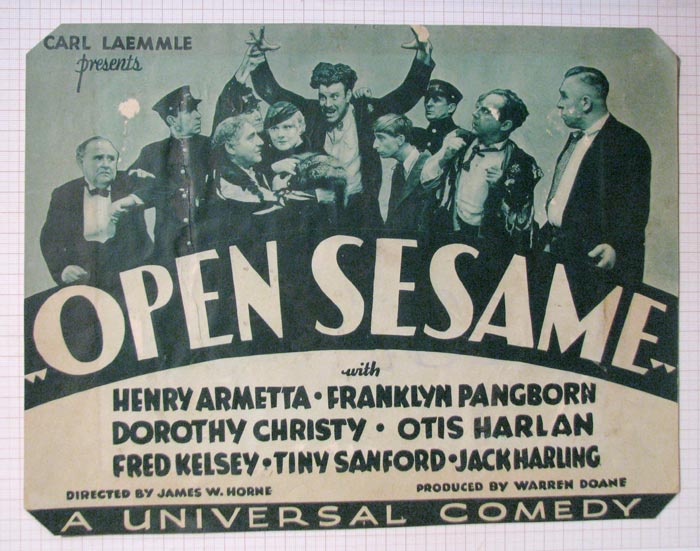 CARL LAEMMLE
presents
"OPEN SESAME"
with
HENRY ARMETTA • FRANKLYN PANGBORN
DOROTHY CHRISTY • OTIS HARLAN
FRED KELSEY • TINY SANFORD • JACK HARLING
DIRECTED BY JAMES W. HORNE
PRODUCED BY WARREN DOANE
A UNIVERSAL COMEDY